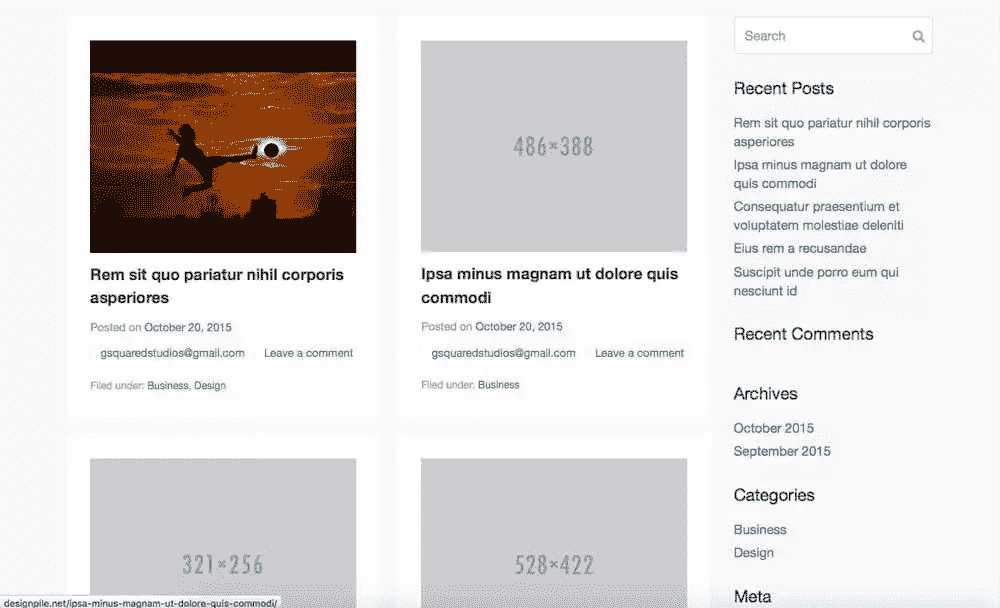 486×388
Rem sit quo pariatur nihil corporis
asperiores
Posted on October 20, 2015
gsquaredstudios@gmail.com Leave a comment
Filed under: Business, Design
Ipsa minus magnam ut dolore quis
commodi
Posted on October 20, 2015
gsquaredstudios@gmail.com Leave a comment
Filed under: Business
321×256
528×422
Search
Recent Posts
Rem sit quo pariatur nihil corporis
asperiores
Ipsa minus magnam ut dolore
quis commodi
Consequatur praesentium et
voluptatem molestiae deleniti
Eius rem a recusandae
Suscipit unde porro eum qui
nesciunt id
Recent Comments
Archives
October 2015
September 2015
Categories
Business
Design
Meta
designpile.net/ipsa-minus-magnam-ut-dolore-quis-commodi/